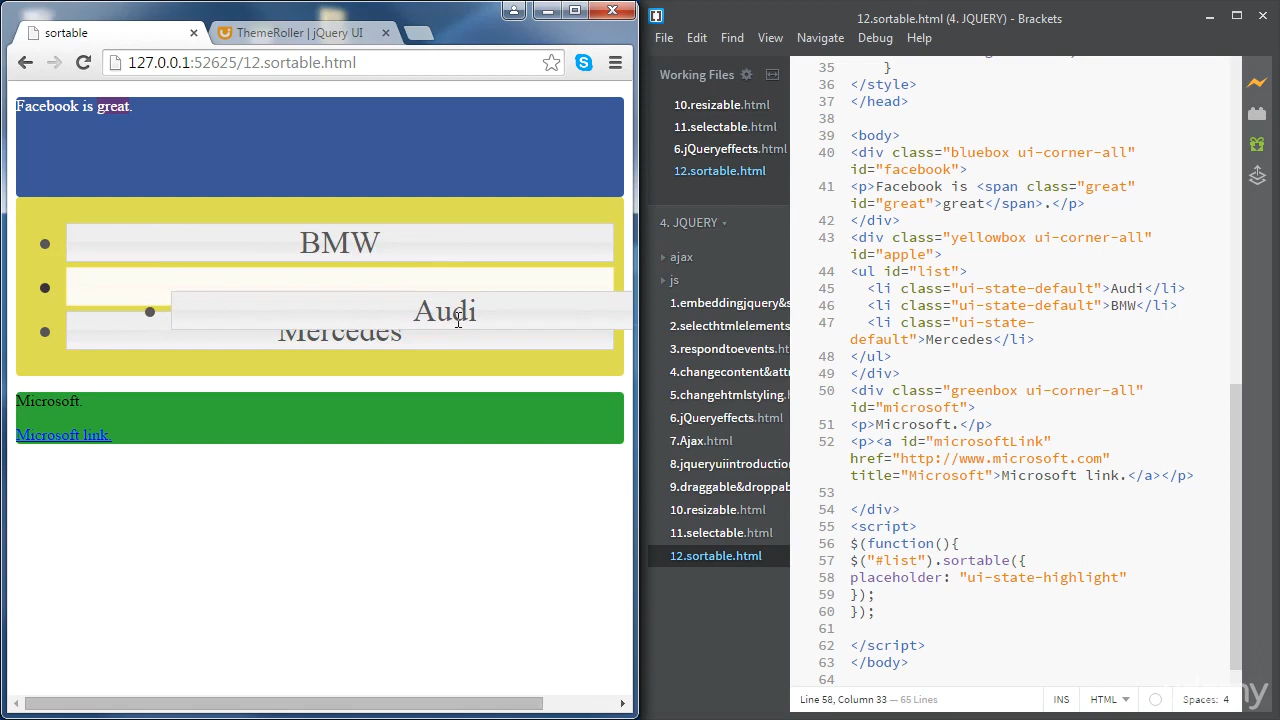 sortable
ThemeRoller | jQuery UI
127.0.0.1:52625/12.sortable.html
Facebook is great.
BMW
Audi
Mercedes
Microsoft.
Microsoft link.
12.sortable.html (4. JQUERY) - Brackets
File Edit Find View Navigate Debug Help
Working Files
10.resizable.html
11.selectable.html
6.jQueryeffects.html
12.sortable.html
4. JQUERY
ajax
js
1.embeddingjquery&s
2.selecthtmlelements
3.respondtoevents.ht
4.changecontent&att
5.changehtmlstyling.
6.jQueryeffects.html
7.Ajax.html
8.jqueryuiintroduction
9.draggable&droppab
10.resizable.html
11.selectable.html
12.sortable.html
35 }
36 </style>
37 </head>
38
39 <body>
40 <div class="bluebox ui-corner-all"
id="facebook">
41 <p>Facebook is <span class="great"
id="great">great</span>.</p>
42 </div>
43 <div class="yellowbox ui-corner-all"
id="apple">
44 <ul id="list">
45 <li class="ui-state-default">Audi</li>
46 <li class="ui-state-default">BMW</li>
47 <li class="ui-state-
default">Mercedes</li>
48 </ul>
49 </div>
50 <div class="greenbox ui-corner-all"
id="microsoft">
51 <p>Microsoft.</p>
52 <p><a id="microsoftLink"
href="http://www.microsoft.com"
title="Microsoft">Microsoft link.</a></p>
53
54 </div>
55 <script>
56 $(function(){
57 $("#list").sortable({
58 placeholder: "ui-state-highlight"
59 });
60 });
61
62 </script>
63 </body>
64
Line 58, Column 33 — 65 Lines
INS HTML Spaces: 4